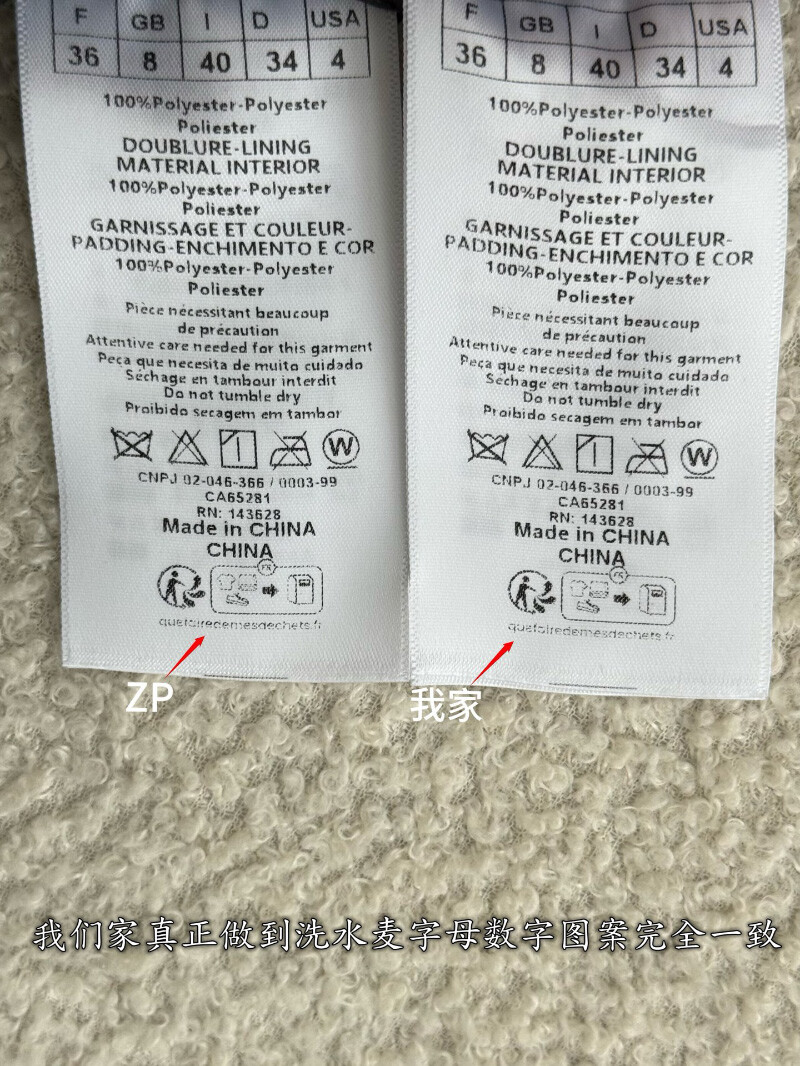 F GB I D USA
36 8 40 34 4
100%Polyester-Polyester
Poliester
DOUBLURE-LINING
MATERIAL INTERIOR
100%Polyester-Polyester
Poliester
GARNISSAGE ET COULEUR-
PADDING-ENCHIMENTO E COR
100%Polyester-Polyester
Poliester
Pièce nécessitant beaucoup
de précaution
Attentive care needed for this garment
Peça que necesita de muito cuidado
Séchage en tambour interdit
Do not tumble dry
Proibido secagem em tambor
W
CNPJ 02-046-366 / 0003-99
CA65281
RN: 143628
Made in CHINA
CHINA
FR
quefairedemesdechets.fr
ZP
F GB I D USA
36 8 40 34 4
100%Polyester-Polyester
Poliester
DOUBLURE-LINING
MATERIAL INTERIOR
100%Polyester-Polyester
Poliester
GARNISSAGE ET COULEUR-
PADDING-ENCHIMENTO E COR
100%Polyester-Polyester
Poliester
Pièce nécessitant beaucoup
de précaution
Attentive care needed for this garment
Peça que necesita de muito cuidado
Séchage en tambour interdit
Do not tumble dry
Proibido secagem em tambor
W
CNPJ 02-046-366 / 0003-99
CA65281
RN: 143628
Made in CHINA
CHINA
FR
quefairedemesdechets.fr
我家
我们家真正做到洗水麦字母数字图案完全一致